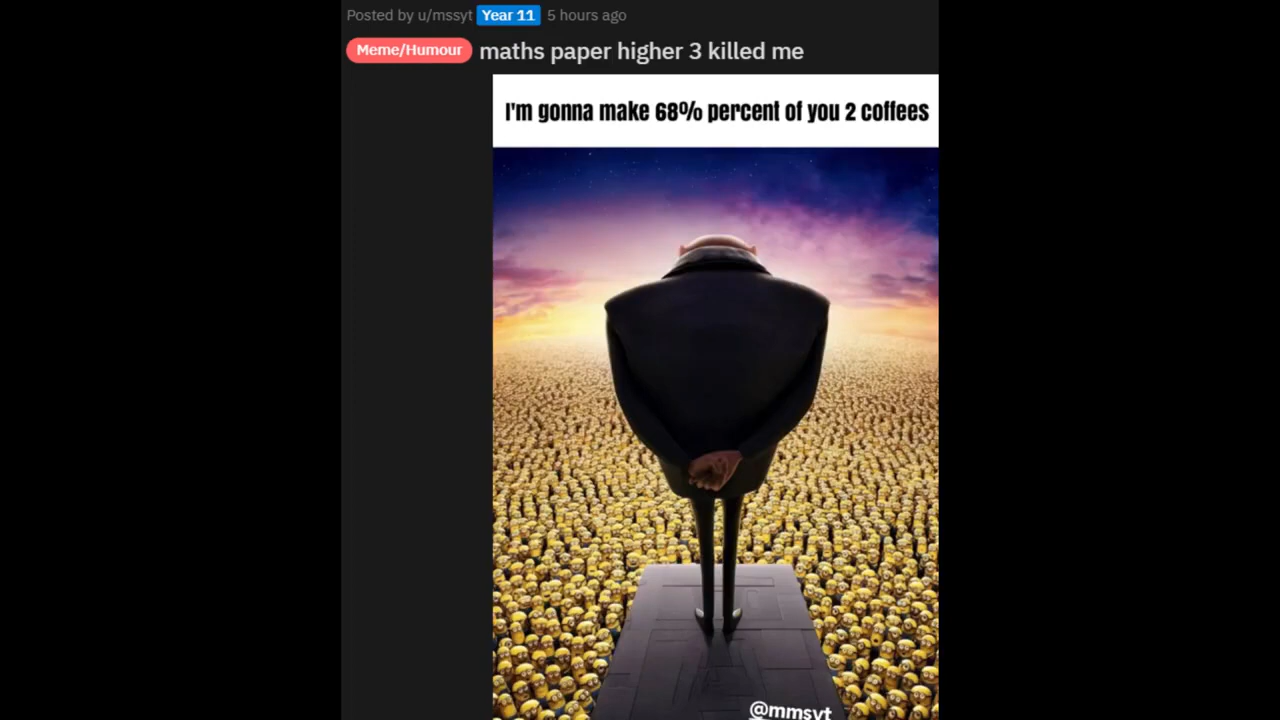 Posted by u/mssyt Year 11 5 hours ago
Meme/Humour maths paper higher 3 killed me
I'm gonna make 68% percent of you 2 coffees
@mmsyt